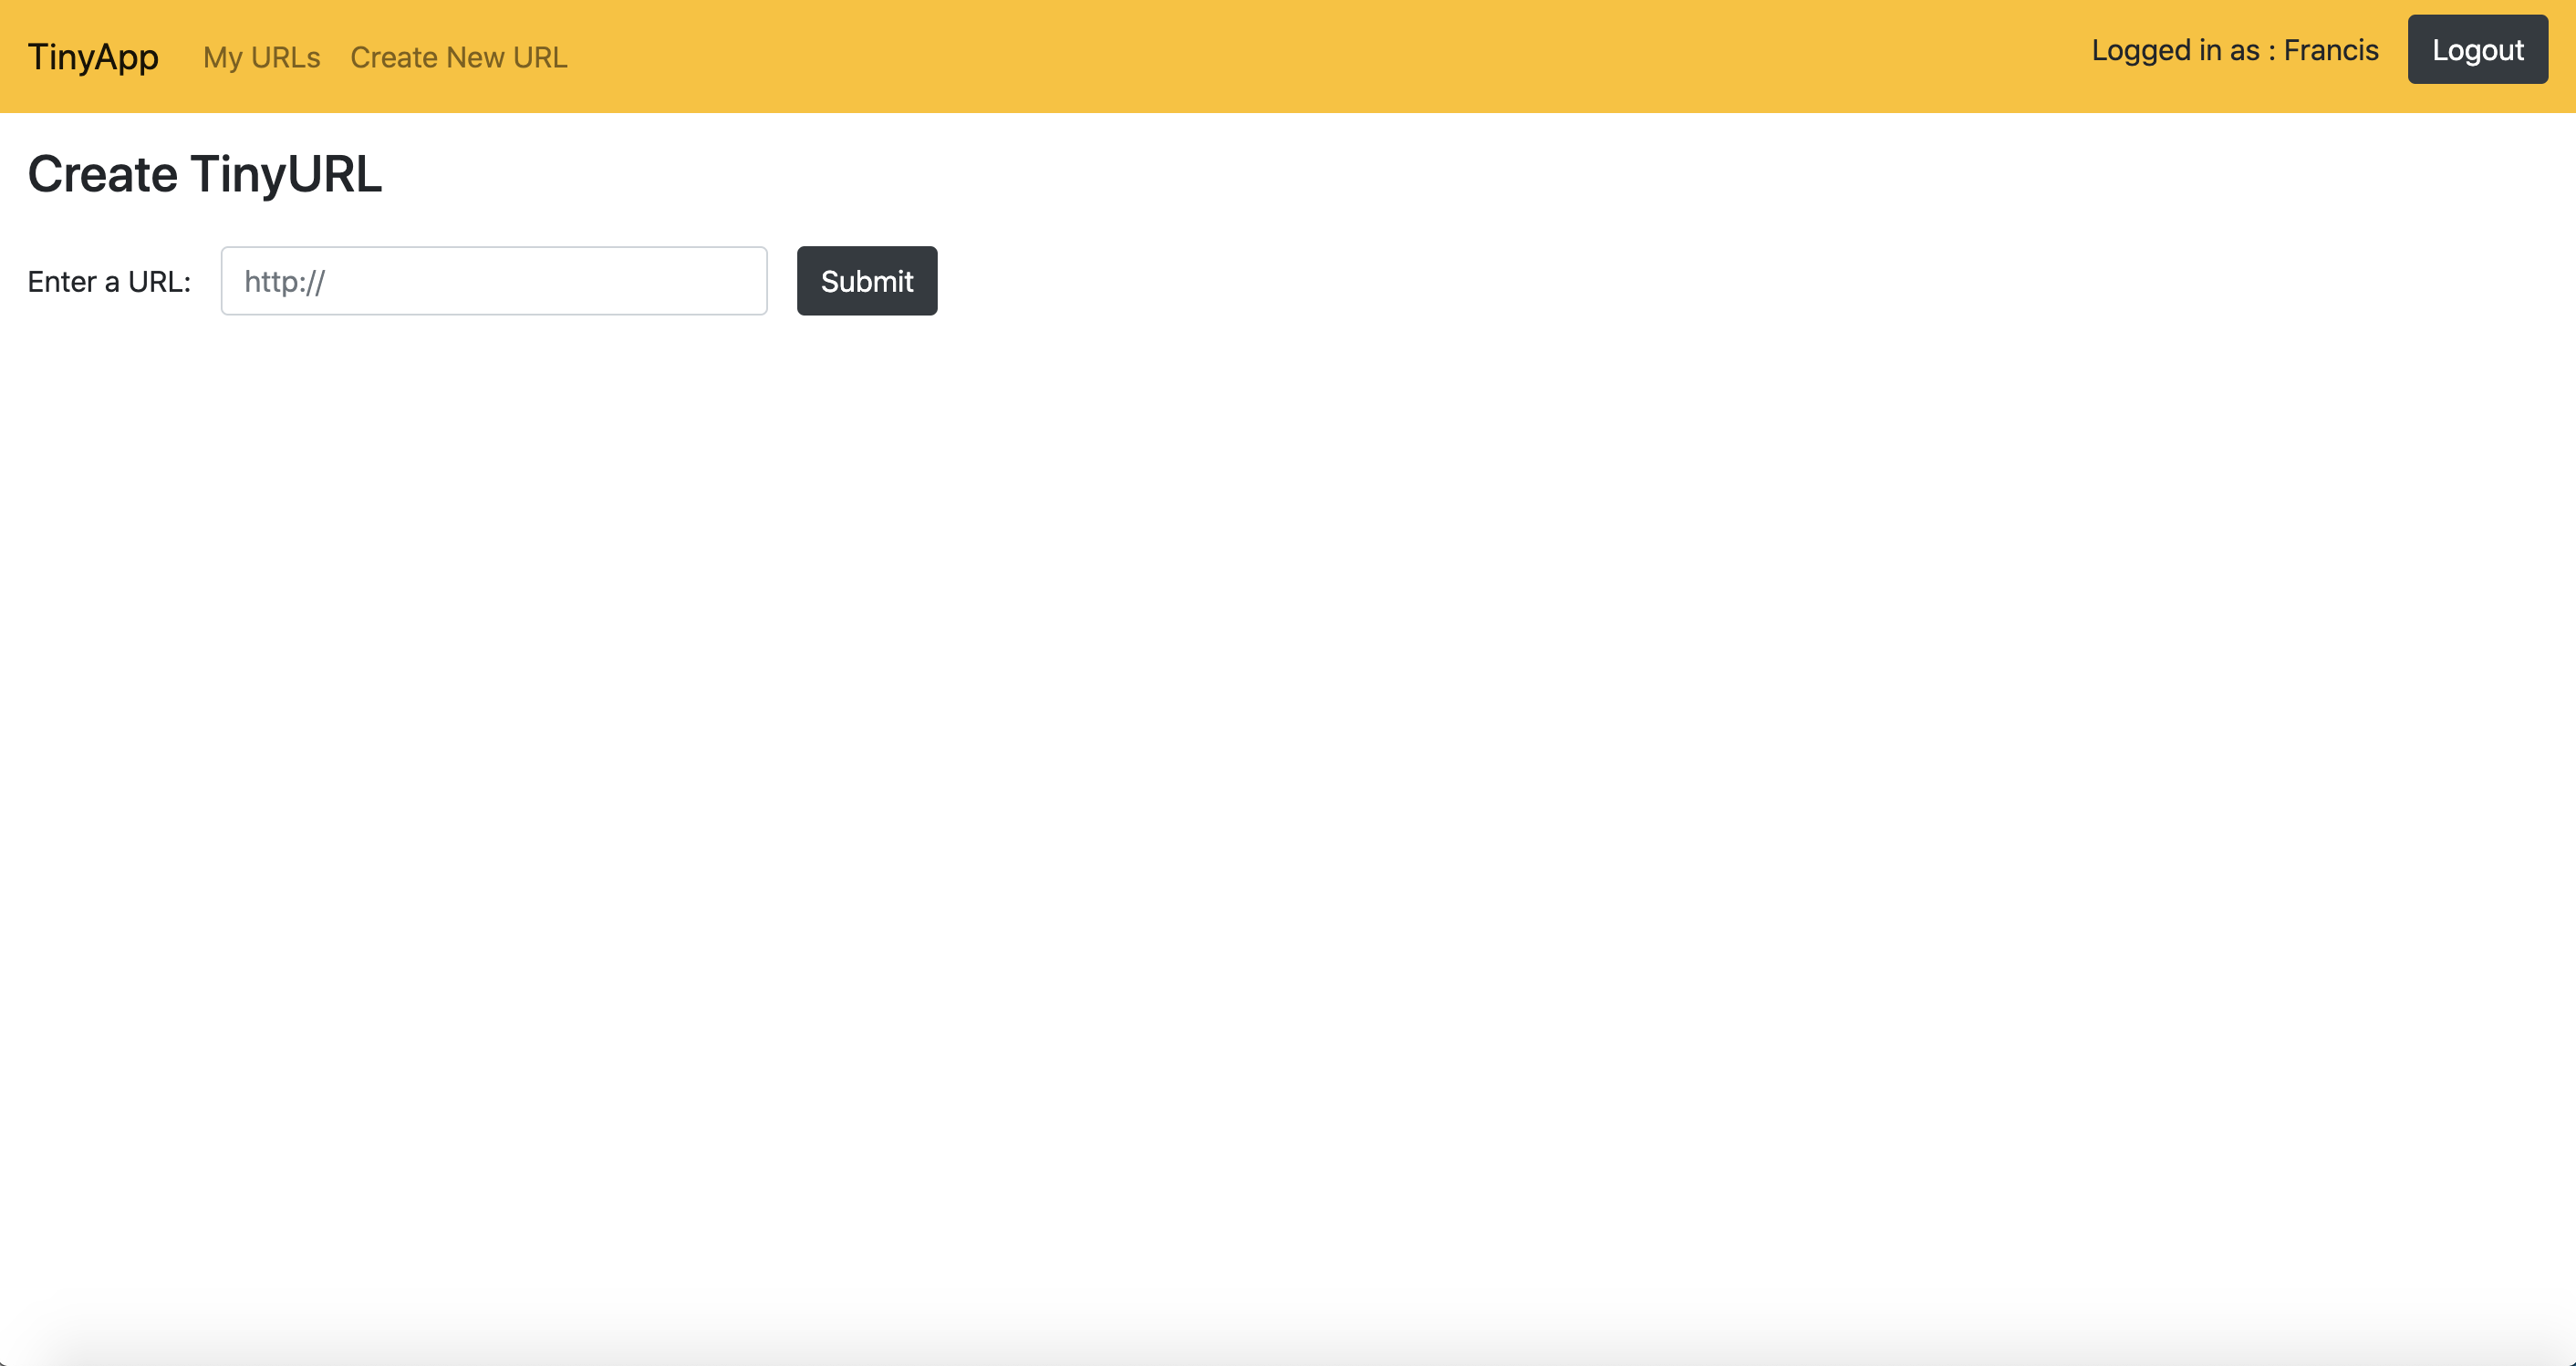 TinyApp My URLs Create New URL Logged in as : Francis Logout
Create TinyURL
Enter a URL: http:// Submit